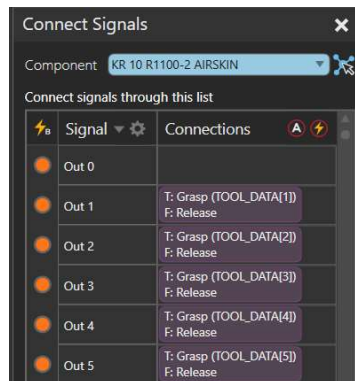 Connect Signals
Component KR 10 R1100-2 AIRSKIN
Connect signals through this list
B Signal Connections A
Out 0
Out 1 T: Grasp (TOOL_DATA[1])
F: Release
Out 2 T: Grasp (TOOL_DATA[2])
F: Release
Out 3 T: Grasp (TOOL_DATA[3])
F: Release
Out 4 T: Grasp (TOOL_DATA[4])
F: Release
Out 5 T: Grasp (TOOL_DATA[5])
F: Release